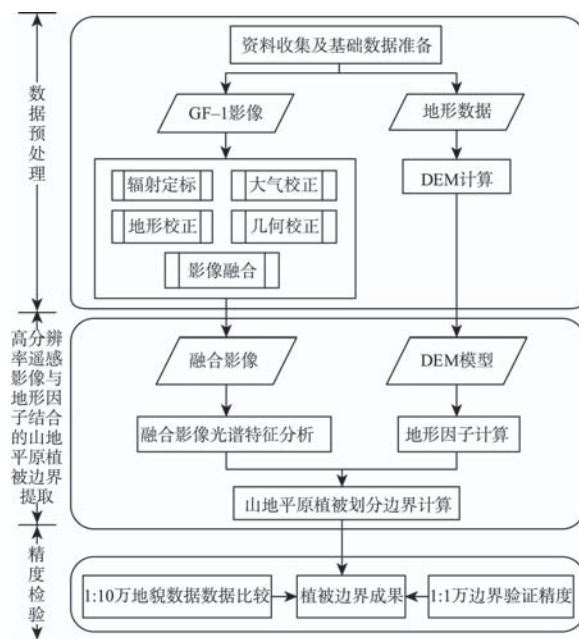 数据预处理
资料收集及基础数据准备
GF-1影像
地形数据
辐射定标
大气校正
DEM计算
地形校正
几何校正
影像融合
高分辨
率遥感
影像与
地形因
子结合
的山地
平原植
被边界
提取
融合影像
DEM模型
融合影像光谱特征分析
地形因子计算
山地平原植被划分边界计算
精度检验
1:10万地貌数据数据比较
植被边界成果
1:1万边界验证精度